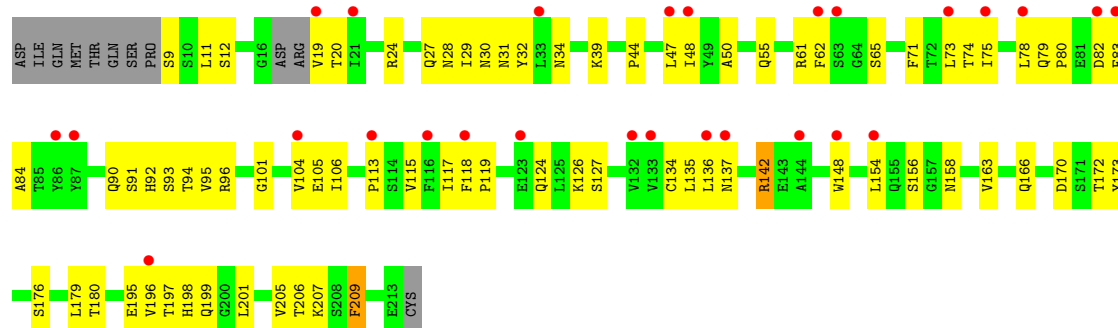 ASP ILE GLN MET THR GLN SER PRO S9 S10 L11 S12 G16 ASP ARG V19 T20 I21 R24 Q27 N28 I29 N30 N31 Y32 L33 N34 K39 P44 L47 I48 Y49 A50 Q55 R61 F62 S63 G64 S65 F71 T72 L73 T74 I75 L78 Q79 P80 E81 D82 F83
A84 T85 Y86 Y87 Q90 S91 H92 S93 T94 V95 R96 G101 V104 E105 I106 P113 S114 V115 F116 I117 F118 P119 E123 Q124 L125 K126 S127 V132 V133 C134 L135 L136 N137 R142 E143 A144 W148 L154 Q155 S156 G157 N158 V163 Q166 D170 S171 T172 Y173
S176 L179 T180 E195 V196 T197 H198 Q199 G200 L201 V205 T206 K207 S208 F209 E213 CYS